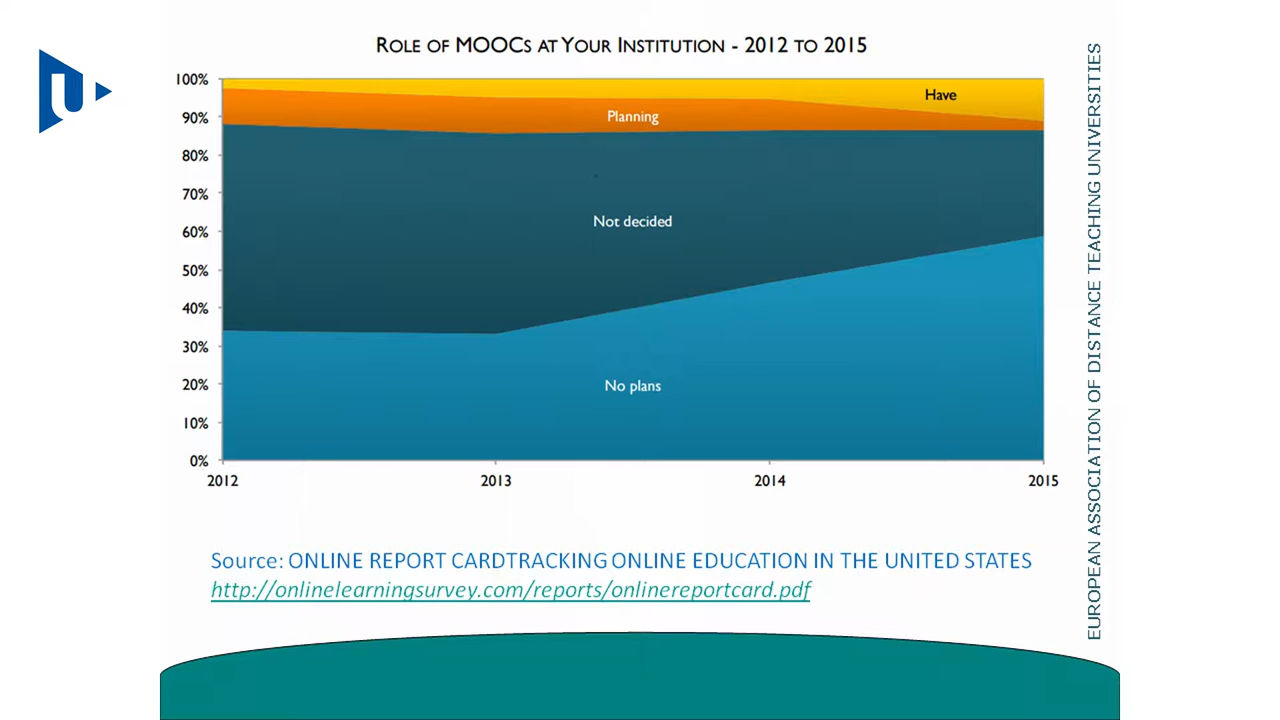 ROLE OF MOOCS AT YOUR INSTITUTION - 2012 TO 2015
100%
90%
80%
70%
60%
50%
40%
30%
20%
10%
0%
Have
Planning
Not decided
No plans
2012 2013 2014 2015
Source: ONLINE REPORT CARDTRACKING ONLINE EDUCATION IN THE UNITED STATES
http://onlinelearningsurvey.com/reports/onlinereportcard.pdf
EUROPEAN ASSOCIATION OF DISTANCE TEACHING UNIVERSITIES
U